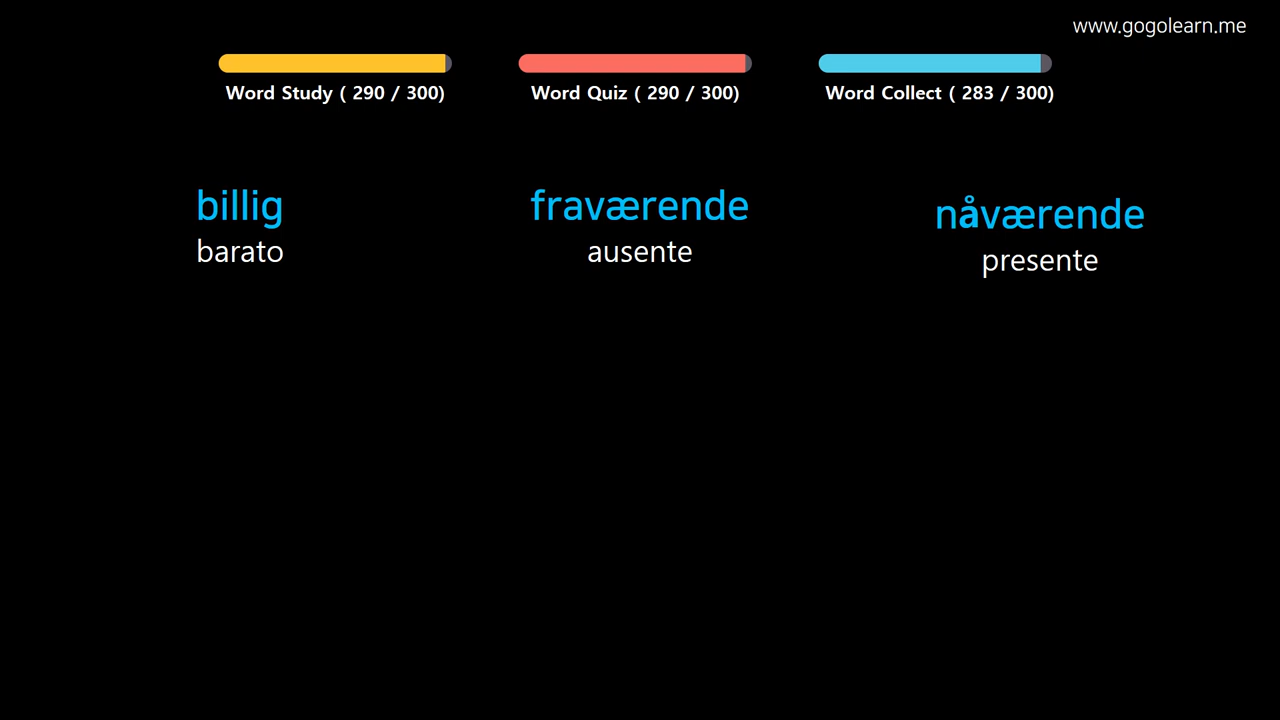 www.gogolearn.me
Word Study ( 290 / 300)
Word Quiz ( 290 / 300)
Word Collect ( 283 / 300)
billig
barato
fraværende
ausente
nåværende
presente